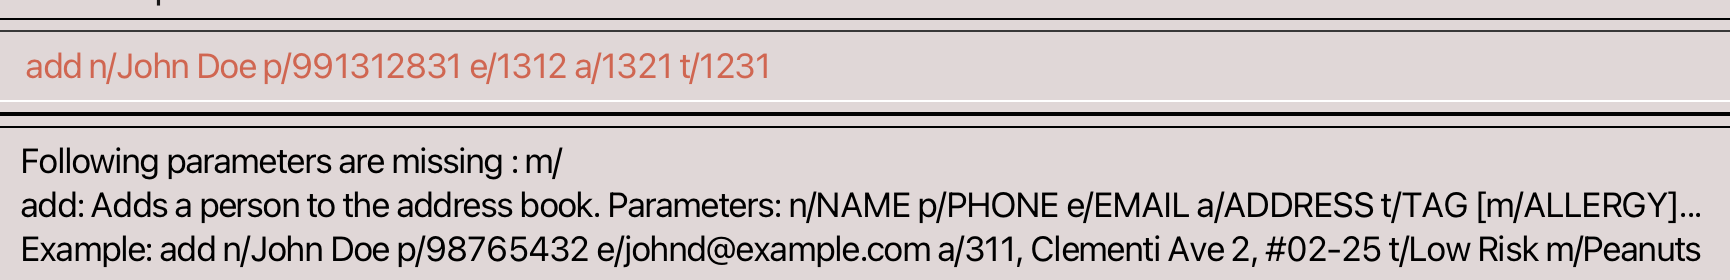 add n/John Doe p/991312831 e/1312 a/1321 t/1231
Following parameters are missing : m/
add: Adds a person to the address book. Parameters: n/NAME p/PHONE e/EMAIL a/ADDRESS t/TAG [m/ALLERGY]...
Example: add n/John Doe p/98765432 e/johnd@example.com a/311, Clementi Ave 2, #02-25 t/Low Risk m/Peanuts